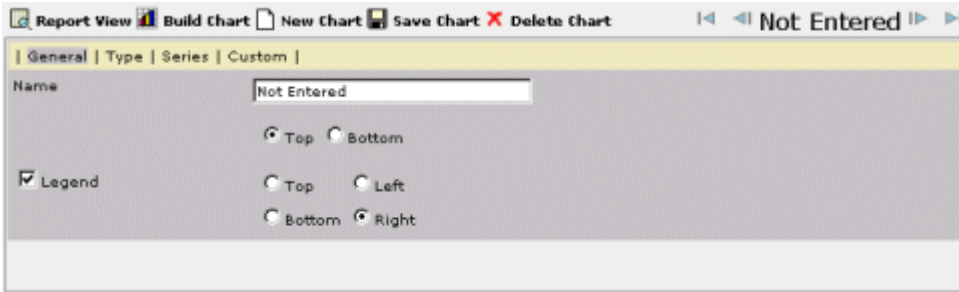 Report View Build Chart New Chart Save Chart Delete Chart Not Entered
| General | Type | Series | Custom |
Name Not Entered
Top Bottom
Legend Top Left
Bottom Right